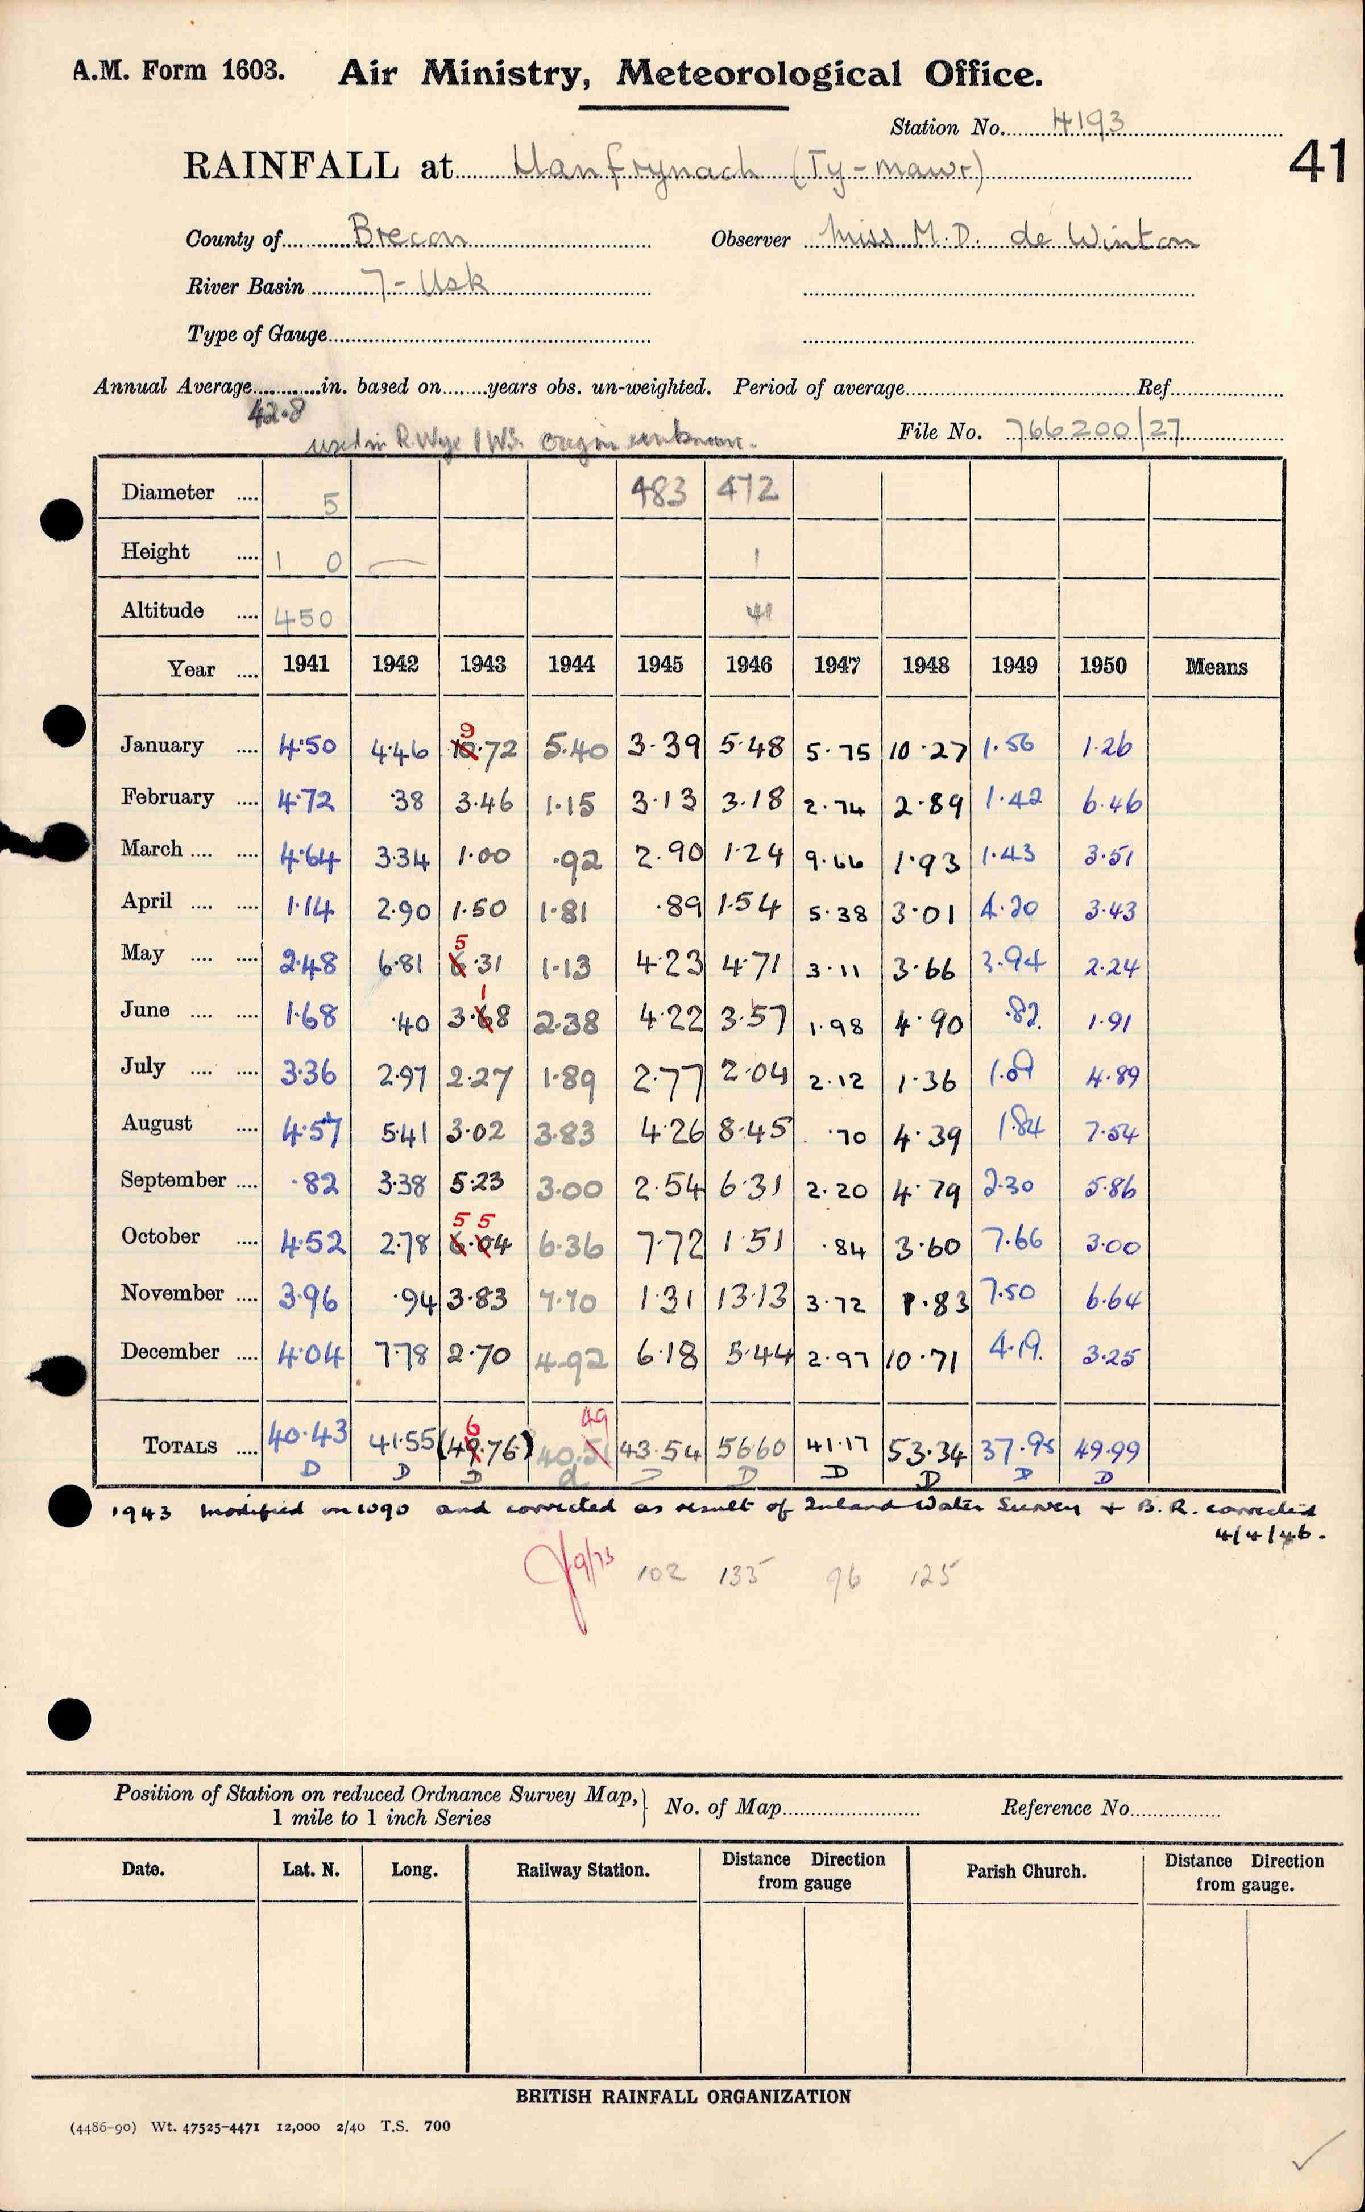 A.M. Form 1603. Air Ministry, Meteorological Office.
Station No. 4193
41
RAINFALL at Llanfrynach (Ty-mawr)
County of Brecon Observer Miss M.D. de Winton
River Basin 7- Usk
Type of Gauge
Annual Average in. based on years obs. un-weighted. Period of average Ref.
42.8
used in R. Wye IWS. Origin unknown. File No. 766200/27
Diameter 5 483 472
Height 1 0 1
Altitude 450
Year 1941 1942 1943 1944 1945 1946 1947 1948 1949 1950 Means
9
January 4.50 4.46 10.72 5.40 3.39 5.48 5.75 10.27 1.56 1.26
February 4.72 .38 3.46 1.15 3.13 3.18 2.74 2.89 1.42 6.46
March 4.64 3.34 1.00 .92 2.90 1.24 9.66 1.93 1.43 3.51
April 1.14 2.90 1.50 1.81 .89 1.54 5.38 3.01 4.20 3.43
5
May 2.48 6.81 6.31 1.13 4.23 4.71 3.11 3.66 3.94 2.24
1
June 1.68 .40 3.68 2.38 4.22 3.57 1.98 4.90 .82 1.91
July 3.36 2.97 2.27 1.89 2.77 2.04 2.12 1.36 1.09 4.89
August 4.57 5.41 3.02 3.83 4.26 8.45 .70 4.39 1.84 7.54
September .82 3.38 5.23 3.00 2.54 6.31 2.20 4.79 2.30 5.86
5 5
October 4.52 2.78 6.04 6.36 7.72 1.51 .84 3.60 7.66 3.00
November 3.96 .94 3.83 7.70 1.31 13.13 3.72 1.83 7.50 6.64
December 4.04 7.78 2.70 4.92 6.18 5.44 2.97 10.71 4.19 3.25
6 49
TOTALS 40.43 41.55 (49.76) 40.51 43.54 56.60 41.17 53.34 37.95 49.99
D D D d D D D D D D
1943 modified on 1090 and corrected as result of Inland Water Survey + B.R. corrected
4/4/46.
9/73 102 135 96 125
Position of Station on reduced Ordnance Survey Map,
1 mile to 1 inch Series
No. of Map Reference No.
Date. Lat. N. Long. Railway Station. Distance from gauge Direction Parish Church. Distance Direction from gauge.
BRITISH RAINFALL ORGANIZATION
(4486-90) Wt. 47525-4471 12,000 2/40 T.S. 700